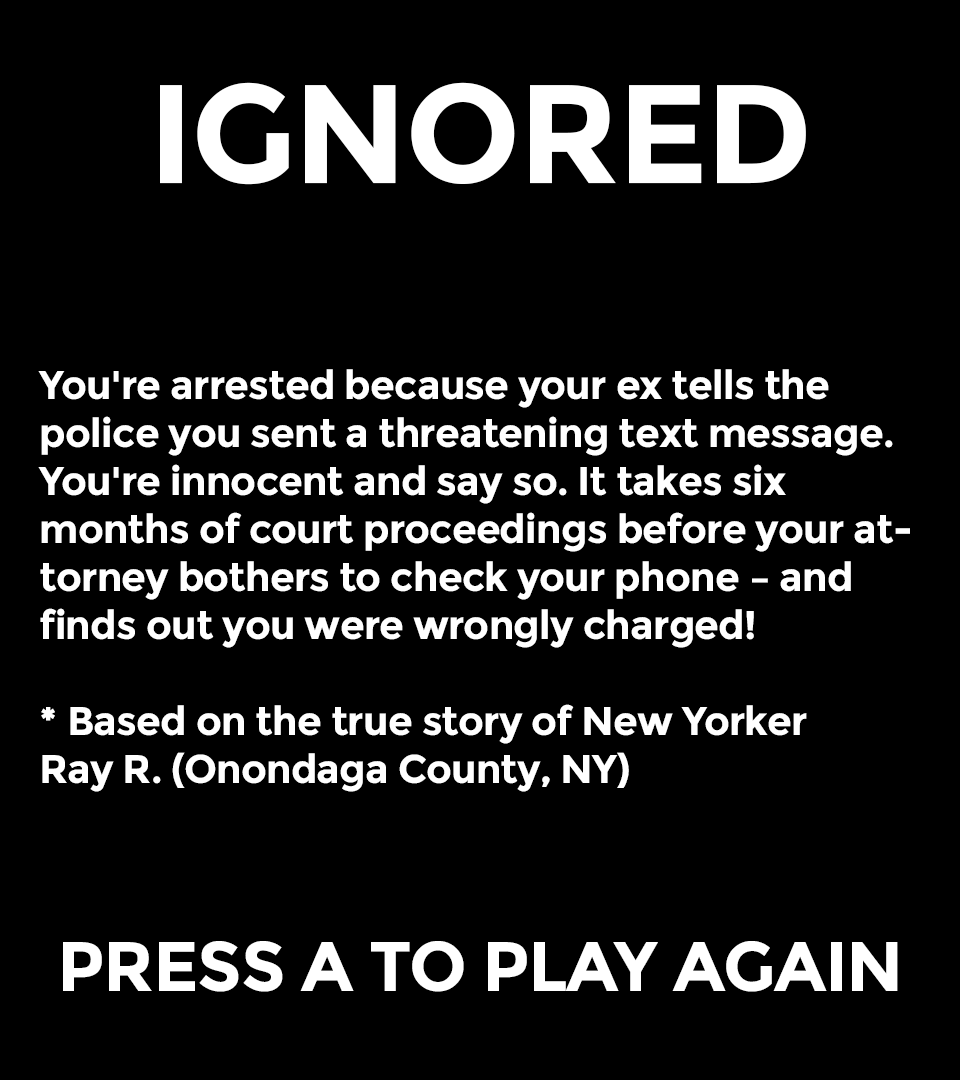 IGNORED
You're arrested because your ex tells the
police you sent a threatening text message.
You're innocent and say so. It takes six
months of court proceedings before your at-
torney bothers to check your phone – and
finds out you were wrongly charged!
* Based on the true story of New Yorker
Ray R. (Onondaga County, NY)
PRESS A TO PLAY AGAIN